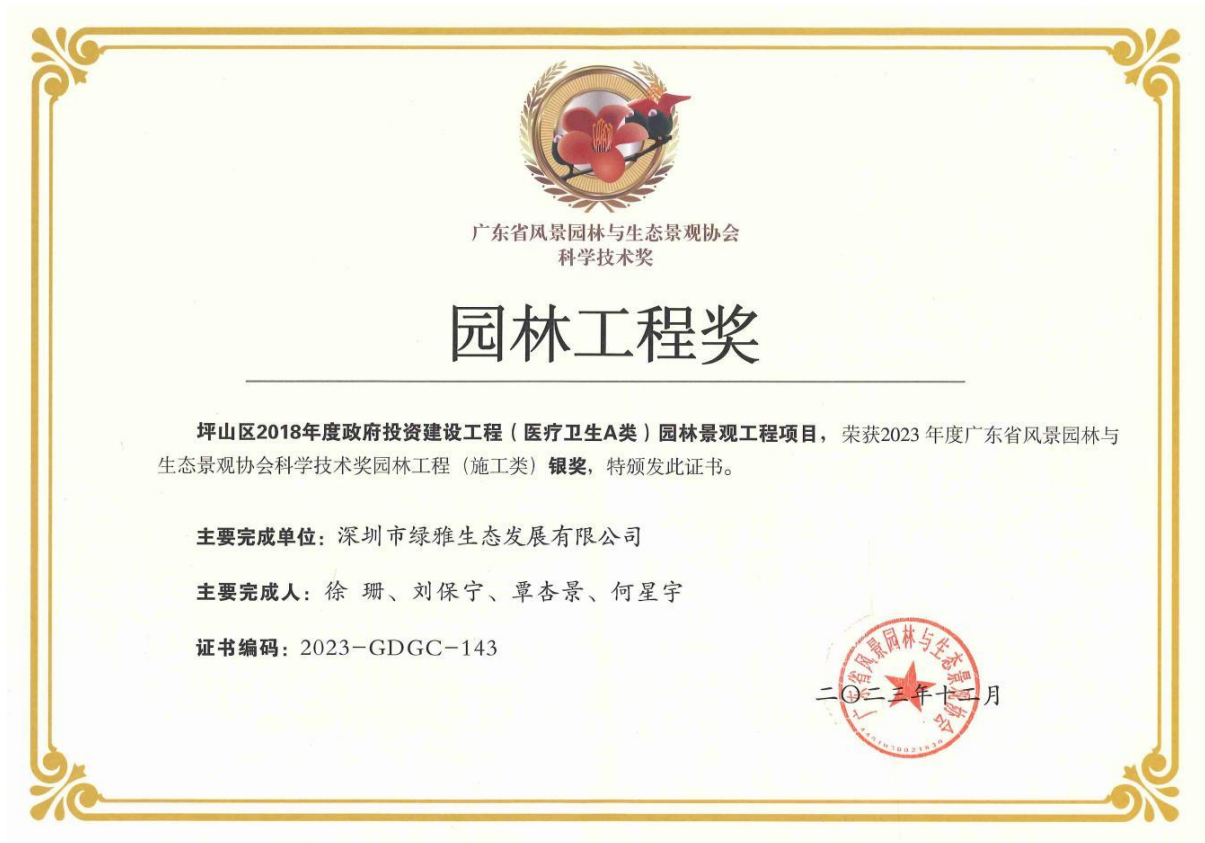 广东省风景园林与生态景观协会
科学技术奖
园林工程奖
坪山区2018年度政府投资建设工程（医疗卫生A类）园林景观工程项目，荣获2023 年度广东省风景园林与
生态景观协会科学技术奖园林工程（施工类）银奖，特颁发此证书。
主要完成单位：深圳市绿雅生态发展有限公司
主要完成人：徐 珊、刘保宁、覃杏景、何星宇
证书编码：2023-GDGC-143
广东省风景园林与生态景观协会
二〇二三年十二月